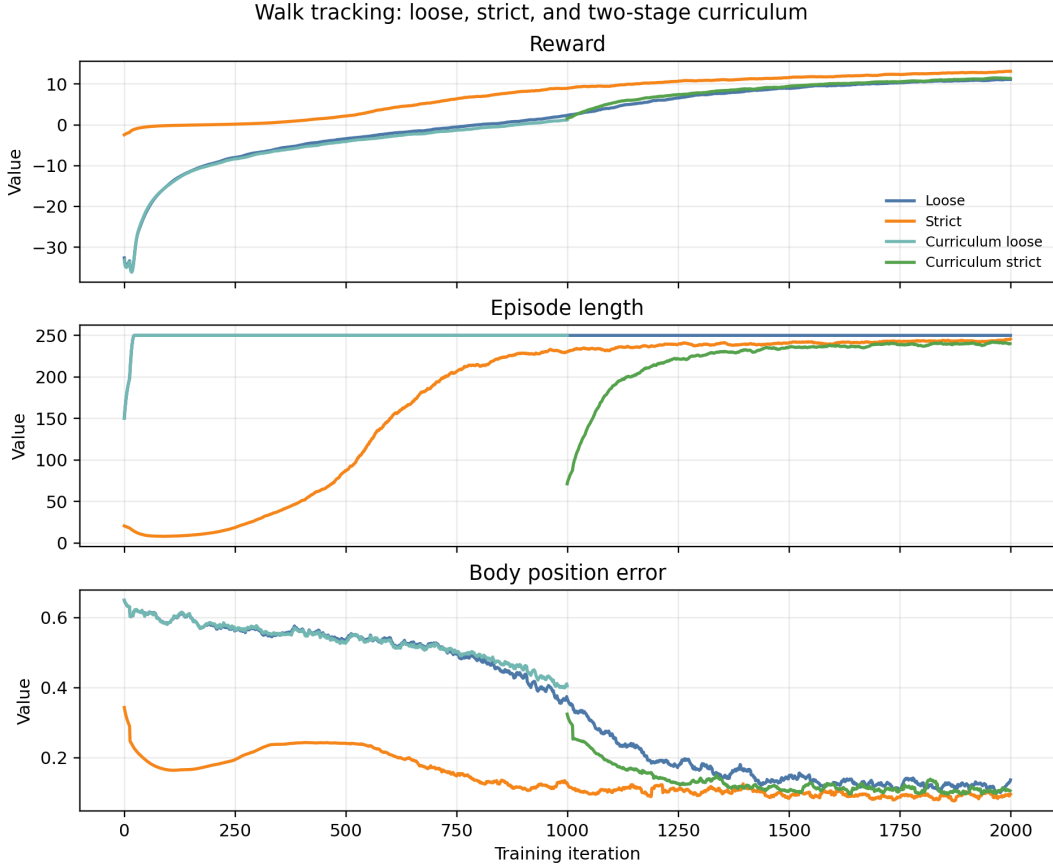 Walk tracking: loose, strict, and two-stage curriculum
Reward
Value
10
0
−10
−20
−30
Loose
Strict
Curriculum loose
Curriculum strict
Episode length
Value
250
200
150
100
50
0
Body position error
Value
0.6
0.4
0.2
0 250 500 750 1000 1250 1500 1750 2000
Training iteration